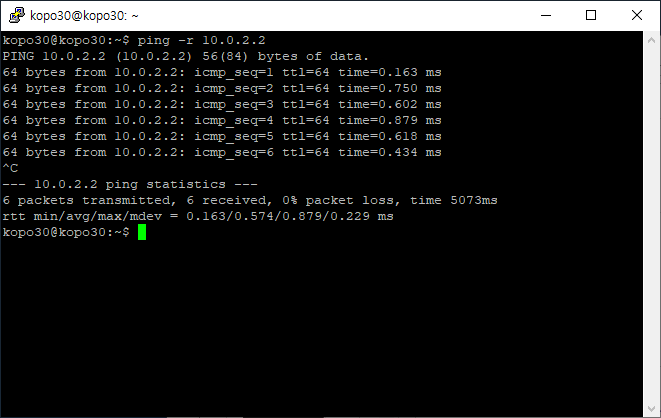 kopo30@kopo30: ~
kopo30@kopo30:~$ ping -r 10.0.2.2
PING 10.0.2.2 (10.0.2.2) 56(84) bytes of data.
64 bytes from 10.0.2.2: icmp_seq=1 ttl=64 time=0.163 ms
64 bytes from 10.0.2.2: icmp_seq=2 ttl=64 time=0.750 ms
64 bytes from 10.0.2.2: icmp_seq=3 ttl=64 time=0.602 ms
64 bytes from 10.0.2.2: icmp_seq=4 ttl=64 time=0.879 ms
64 bytes from 10.0.2.2: icmp_seq=5 ttl=64 time=0.618 ms
64 bytes from 10.0.2.2: icmp_seq=6 ttl=64 time=0.434 ms
^C
--- 10.0.2.2 ping statistics ---
6 packets transmitted, 6 received, 0% packet loss, time 5073ms
rtt min/avg/max/mdev = 0.163/0.574/0.879/0.229 ms
kopo30@kopo30:~$